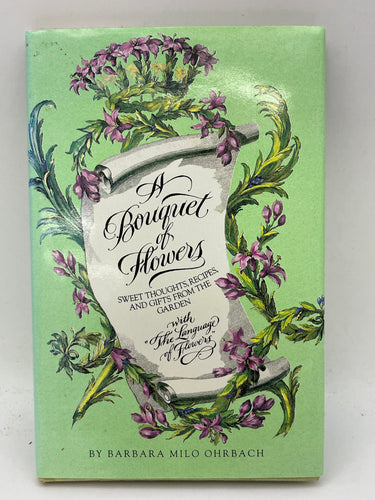 A
Bouquet
of
Flowers
SWEET THOUGHTS, RECIPES,
AND GIFTS FROM THE
GARDEN
with
"The Language
of Flowers"
BY BARBARA MILO OHRBACH